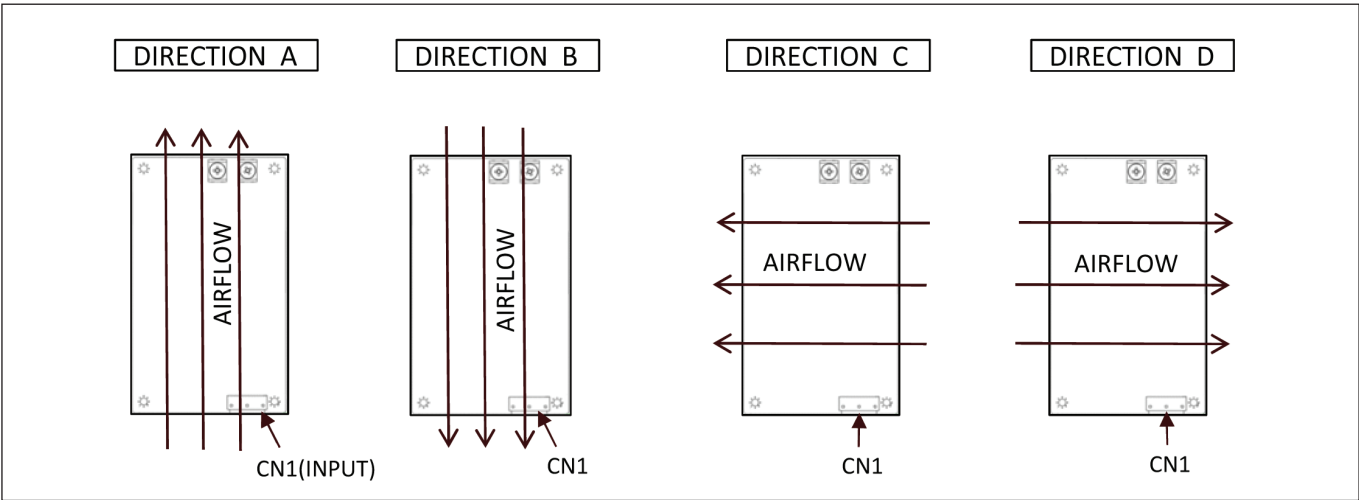 DIRECTION A
DIRECTION B
DIRECTION C
DIRECTION D
AIRFLOW
AIRFLOW
AIRFLOW
AIRFLOW
CN1(INPUT)
CN1
CN1
CN1